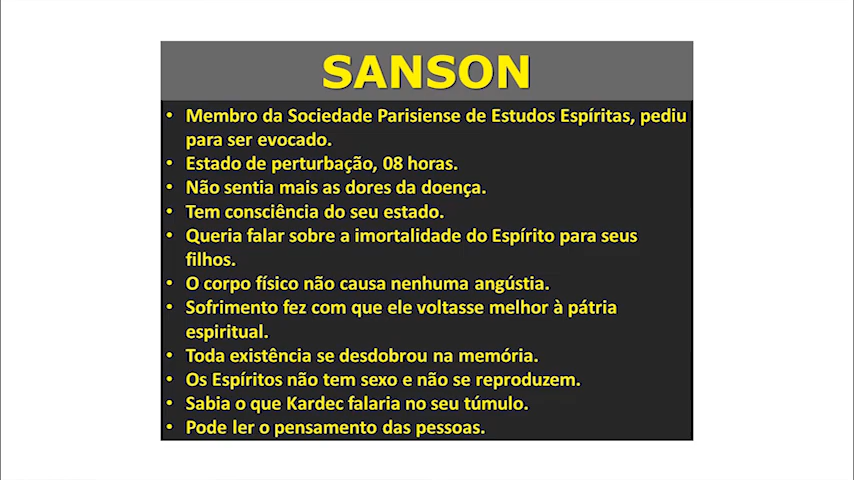 SANSON
• Membro da Sociedade Parisiense de Estudos Espíritas, pediu
para ser evocado.
• Estado de perturbação, 08 horas.
• Não sentia mais as dores da doença.
• Tem consciência do seu estado.
• Queria falar sobre a imortalidade do Espírito para seus
filhos.
• O corpo físico não causa nenhuma angústia.
• Sofrimento fez com que ele voltasse melhor à pátria
espiritual.
• Toda existência se desdobrou na memória.
• Os Espíritos não tem sexo e não se reproduzem.
• Sabia o que Kardec falaria no seu túmulo.
• Pode ler o pensamento das pessoas.